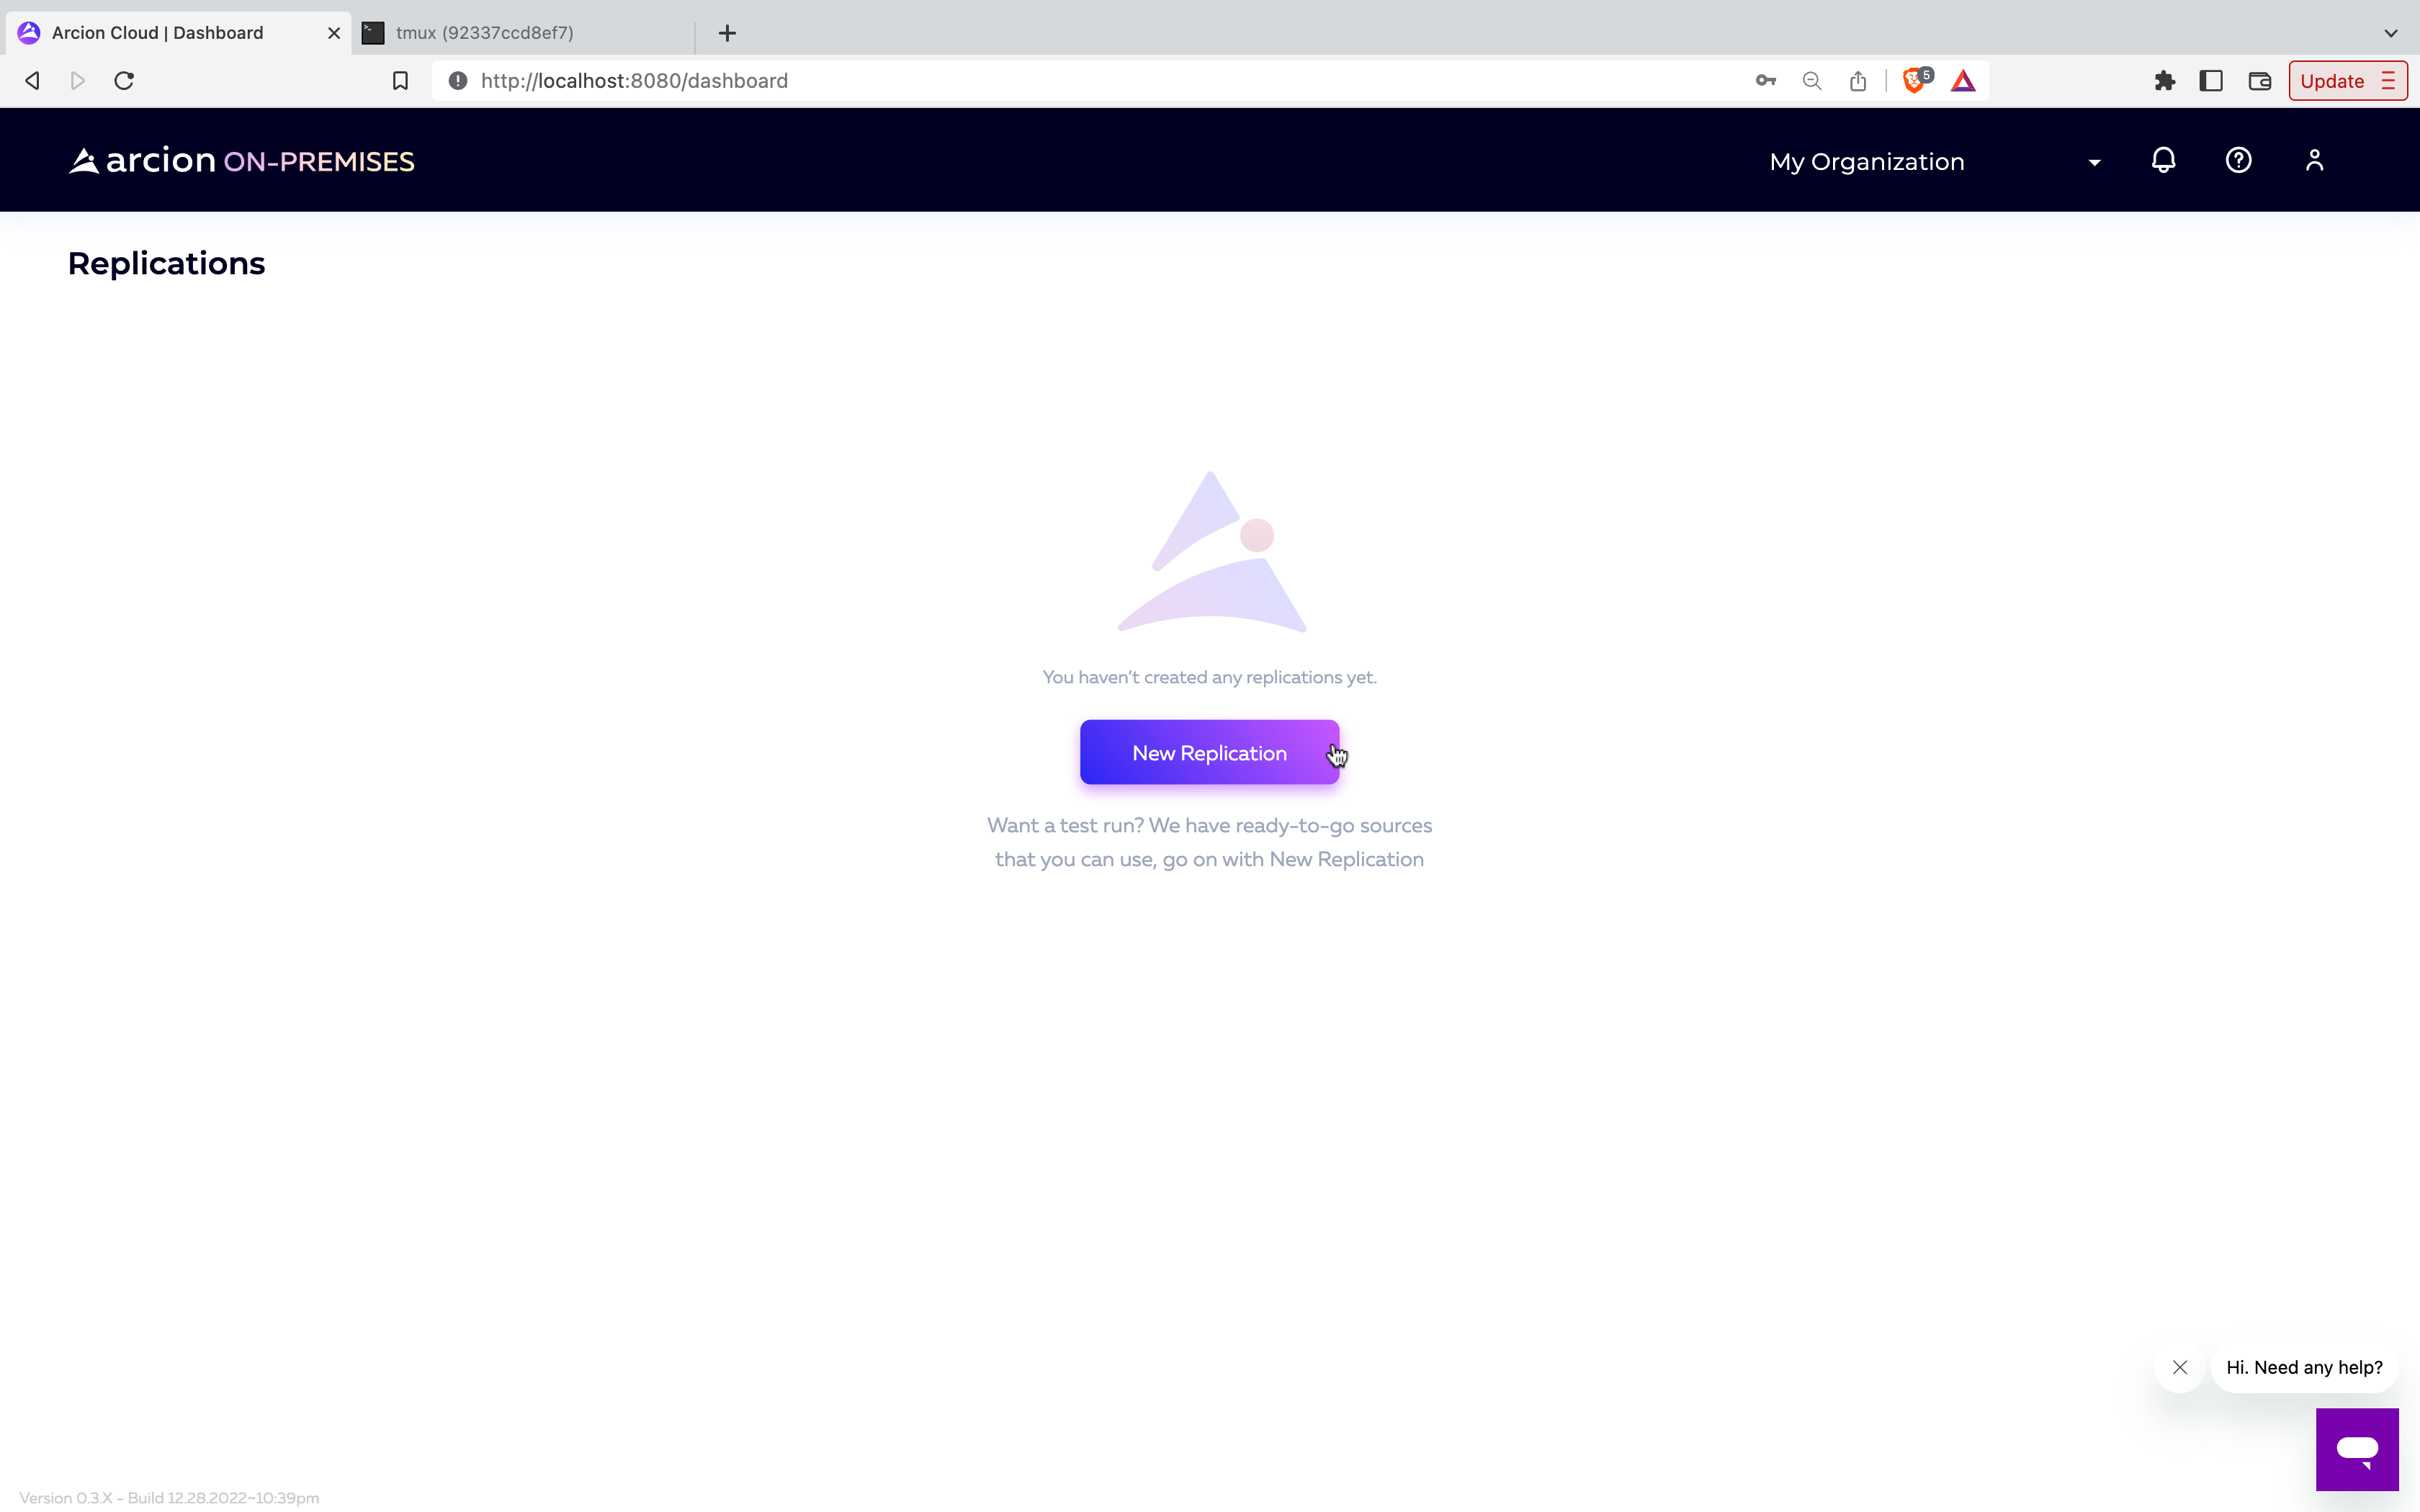 Arcion Cloud | Dashboard
tmux (92337ccd8ef7)
http://localhost:8080/dashboard
5
Update
arcion ON-PREMISES
My Organization
Replications
You haven't created any replications yet.
New Replication
Want a test run? We have ready-to-go sources
that you can use, go on with New Replication
Hi. Need any help?
Version 0.3.X - Build 12.28.2022~10:39pm